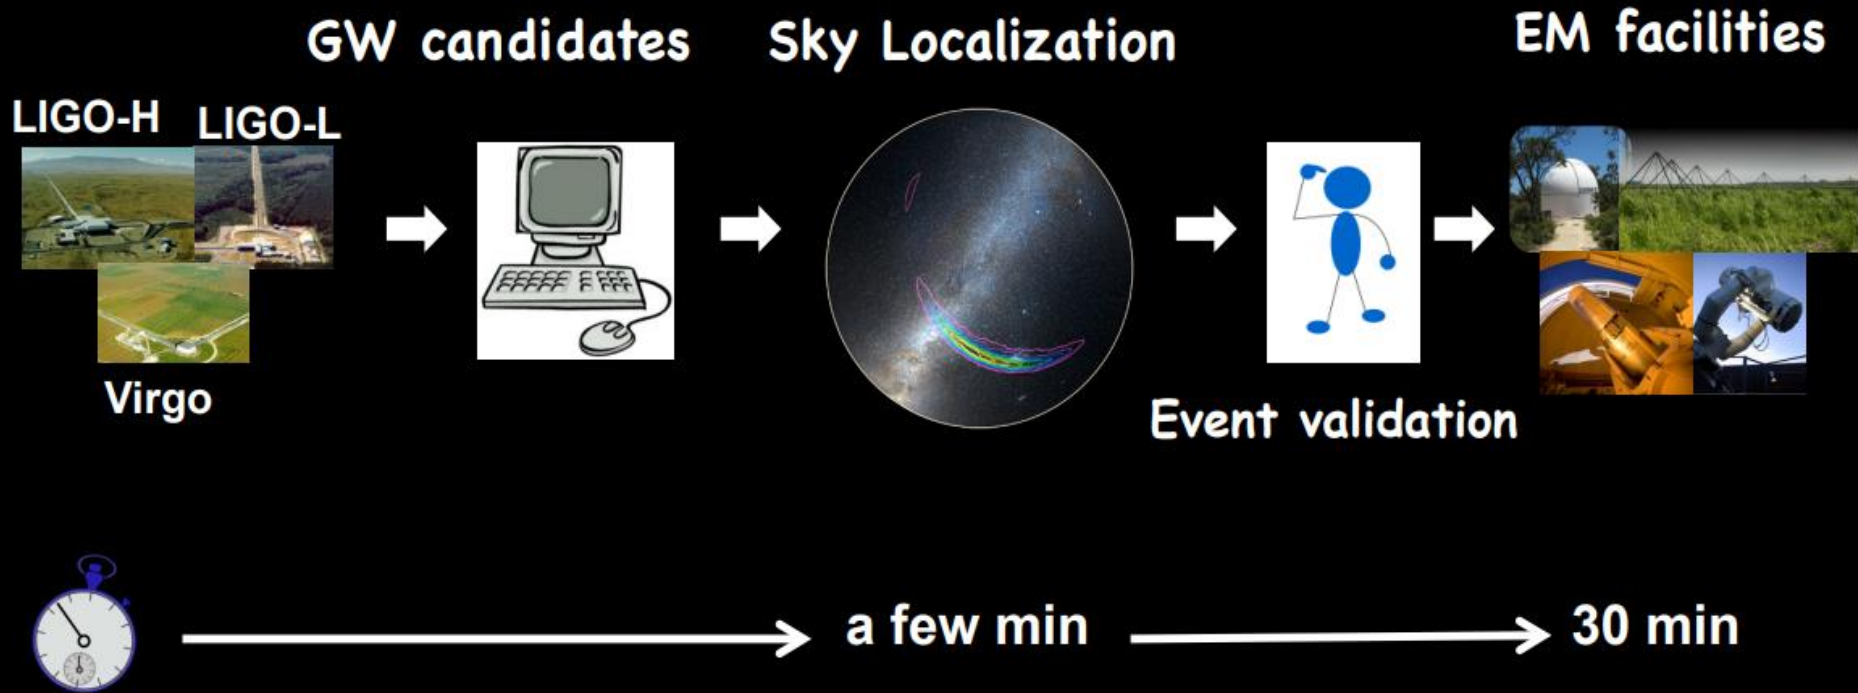 GW candidates
Sky Localization
EM facilities
LIGO-H
LIGO-L
Virgo
Event validation
a few min
30 min